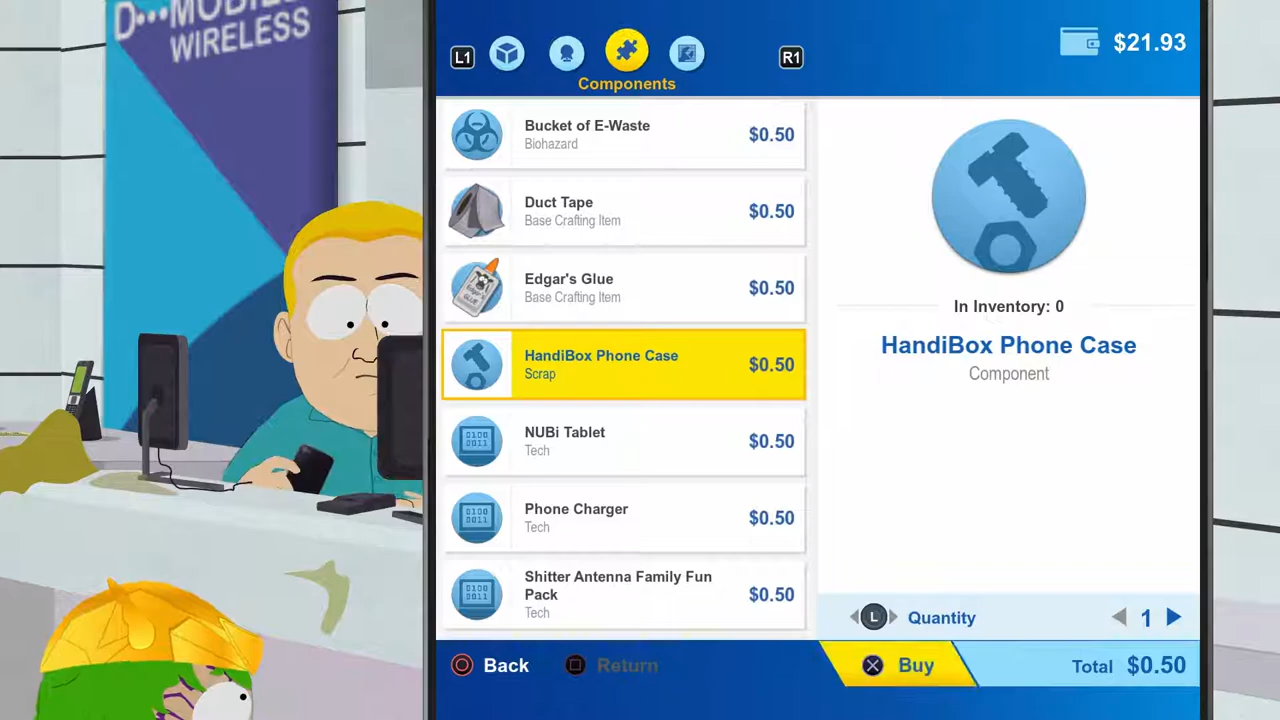 D···MOBILE
WIRELESS
L1
R1
Components
$21.93
Bucket of E-Waste
Biohazard
$0.50
Duct Tape
Base Crafting Item
$0.50
Edgar's Glue
Base Crafting Item
$0.50
HandiBox Phone Case
Scrap
$0.50
NUBi Tablet
Tech
$0.50
Phone Charger
Tech
$0.50
Shitter Antenna Family Fun
Pack
Tech
$0.50
In Inventory: 0
HandiBox Phone Case
Component
L Quantity 1
Back
Return
Buy
Total $0.50